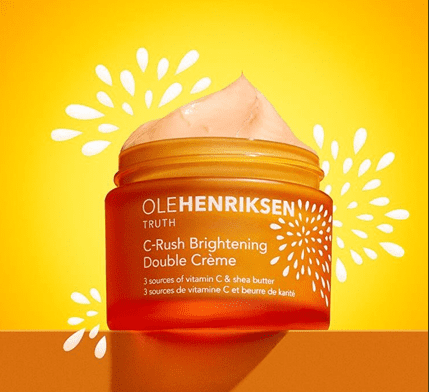 OLEHENRIKSEN
TRUTH
C-Rush Brightening
Double Crème
3 sources of vitamin C & shea butter
3 sources de vitamine C et beurre de karité